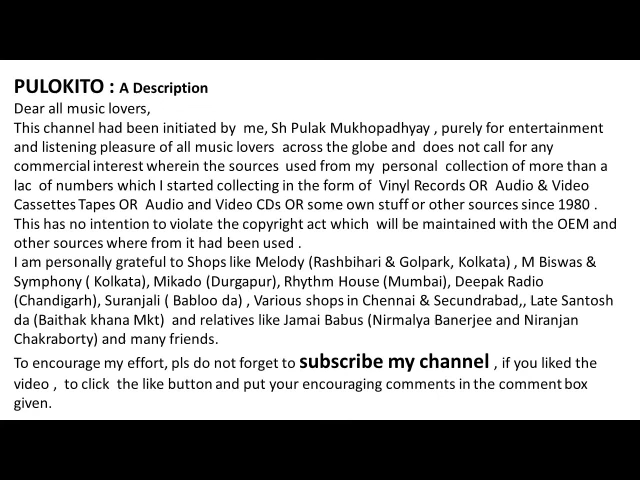 PULOKITO : A Description
Dear all music lovers,
This channel had been initiated by me, Sh Pulak Mukhopadhyay , purely for entertainment
and listening pleasure of all music lovers across the globe and does not call for any
commercial interest wherein the sources used from my personal collection of more than a
lac of numbers which I started collecting in the form of Vinyl Records OR Audio & Video
Cassettes Tapes OR Audio and Video CDs OR some own stuff or other sources since 1980 .
This has no intention to violate the copyright act which will be maintained with the OEM and
other sources where from it had been used .
I am personally grateful to Shops like Melody (Rashbihari & Golpark, Kolkata) , M Biswas &
Symphony ( Kolkata), Mikado (Durgapur), Rhythm House (Mumbai), Deepak Radio
(Chandigarh), Suranjali ( Babloo da) , Various shops in Chennai & Secundrabad,, Late Santosh
da (Baithak khana Mkt) and relatives like Jamai Babus (Nirmalya Banerjee and Niranjan
Chakraborty) and many friends.
To encourage my effort, pls do not forget to subscribe my channel , if you liked the
video , to click the like button and put your encouraging comments in the comment box
given.